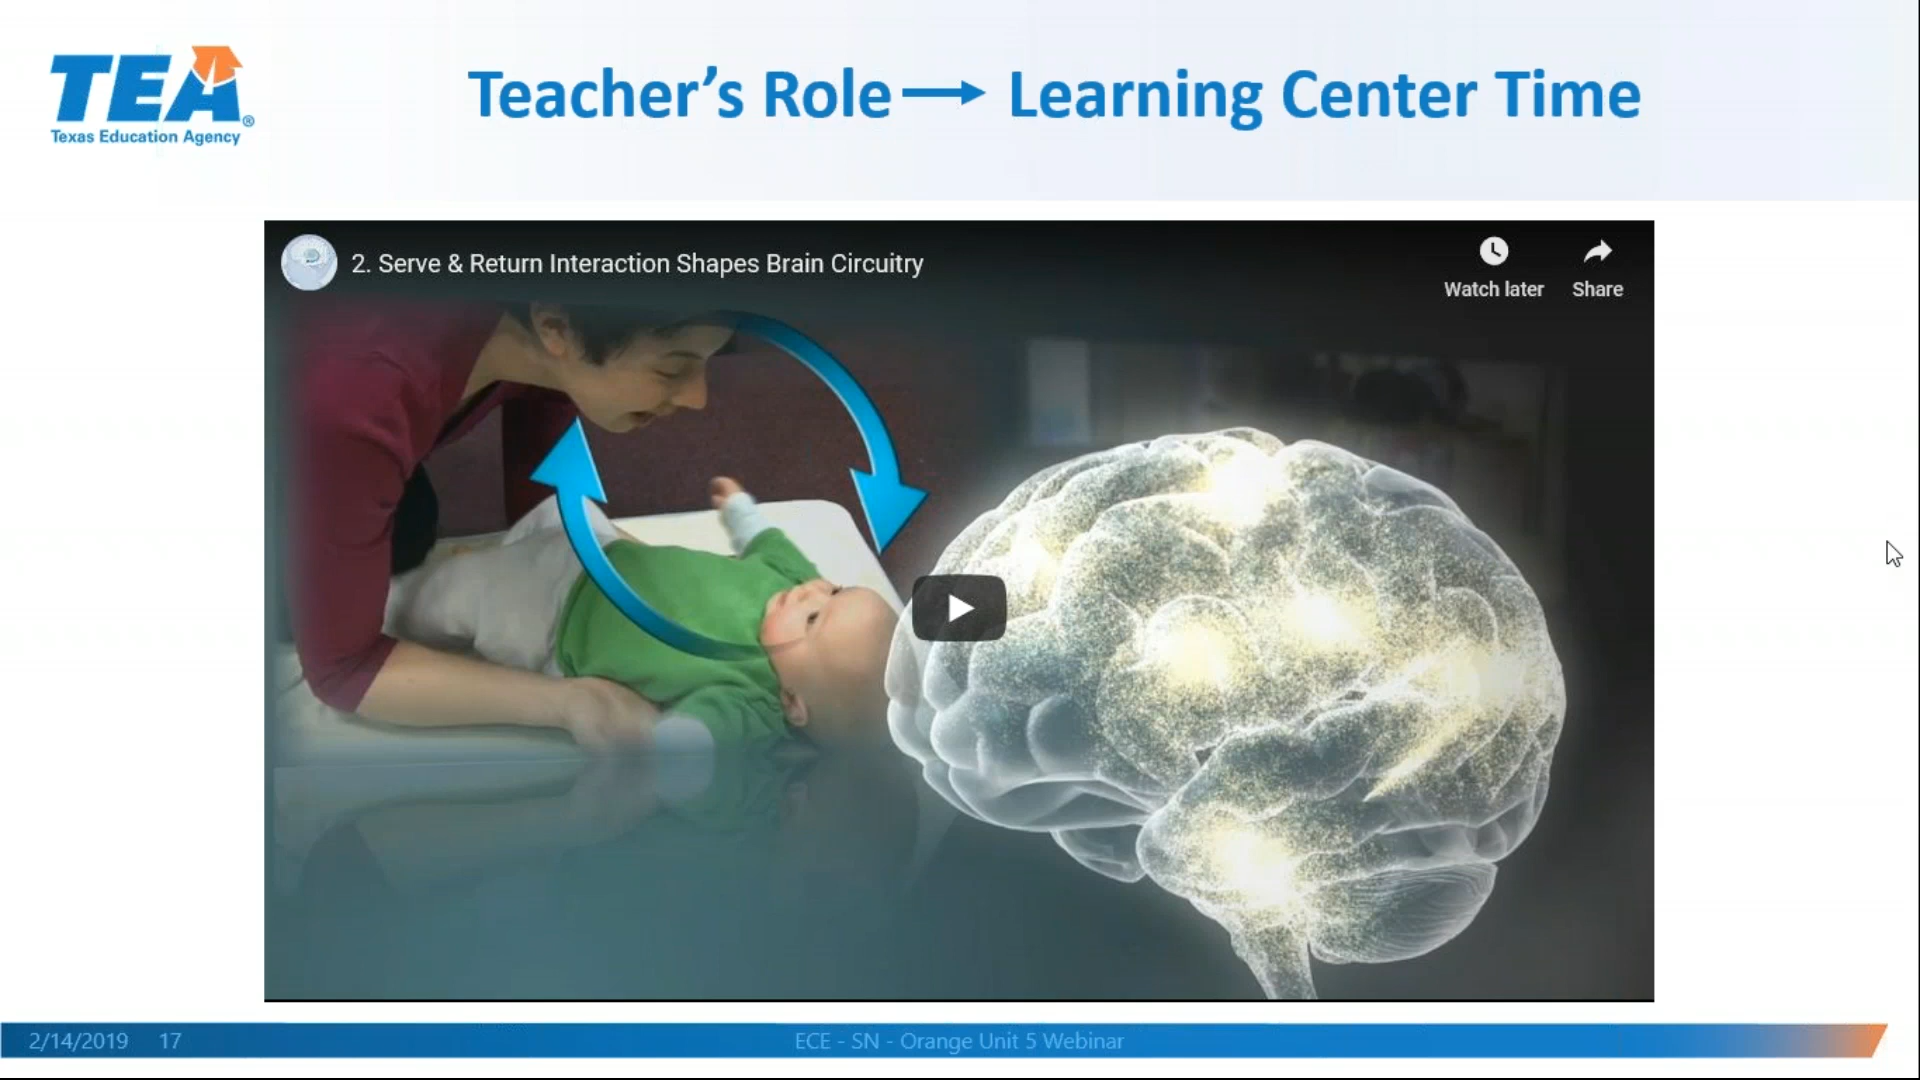 TEA®
Texas Education Agency
Teacher's Role → Learning Center Time
2. Serve & Return Interaction Shapes Brain Circuitry
Watch later
Share
2/14/2019 17 ECE - SN - Orange Unit 5 Webinar